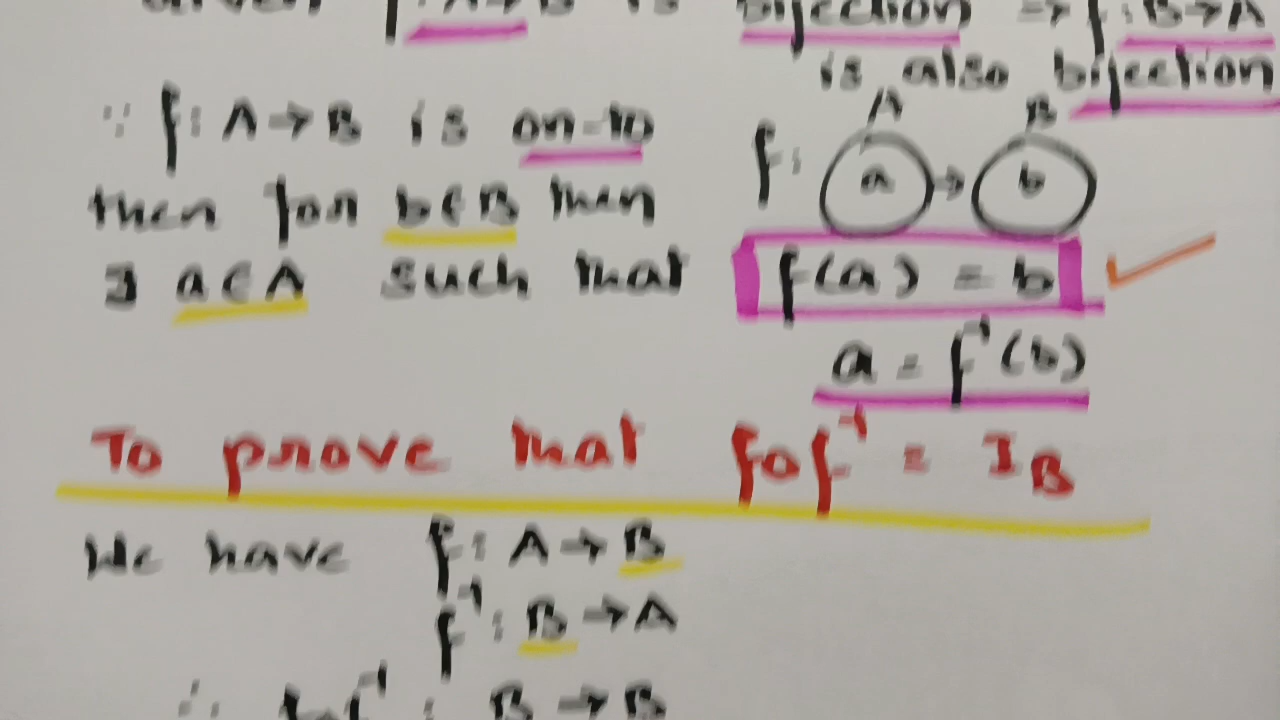 f : A → B is bijection ⇒ f : B → A
is also bijection
∵ f : A → B is on-to
then for b ∈ B then
∃ a ∈ A such that f(a) = b
f : A B
a → b
a = f⁻¹(b)
To prove that fof⁻¹ = I_B
We have f : A → B
f⁻¹ : B → A
∴ fof⁻¹ : B → B